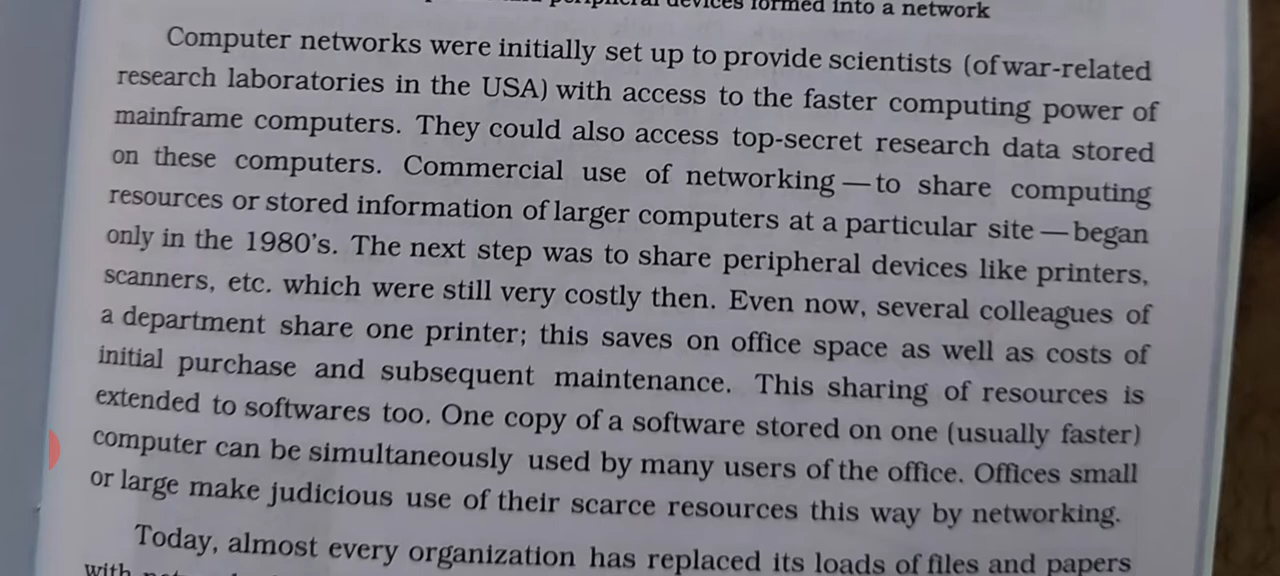 devices formed into a network
Computer networks were initially set up to provide scientists (of war-related
research laboratories in the USA) with access to the faster computing power of
mainframe computers. They could also access top-secret research data stored
on these computers. Commercial use of networking — to share computing
resources or stored information of larger computers at a particular site — began
only in the 1980's. The next step was to share peripheral devices like printers,
scanners, etc. which were still very costly then. Even now, several colleagues of
a department share one printer; this saves on office space as well as costs of
initial purchase and subsequent maintenance. This sharing of resources is
extended to softwares too. One copy of a software stored on one (usually faster)
computer can be simultaneously used by many users of the office. Offices small
or large make judicious use of their scarce resources this way by networking.
Today, almost every organization has replaced its loads of files and papers
with